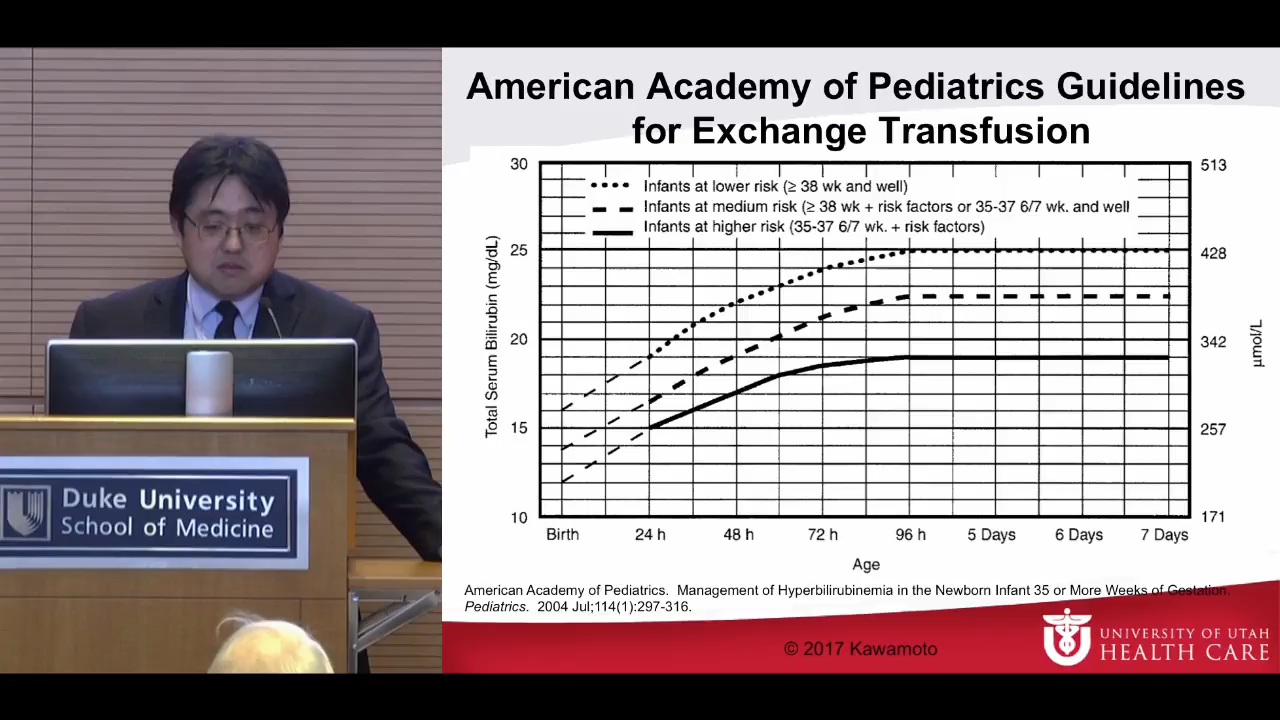 American Academy of Pediatrics Guidelines
for Exchange Transfusion
30
25
20
15
10
Total Serum Bilirubin (mg/dL)
Infants at lower risk (≥ 38 wk and well)
Infants at medium risk (≥ 38 wk + risk factors or 35-37 6/7 wk. and well
Infants at higher risk (35-37 6/7 wk. + risk factors)
513
428
342
257
171
µmol/L
Birth 24 h 48 h 72 h 96 h 5 Days 6 Days 7 Days
Age
American Academy of Pediatrics. Management of Hyperbilirubinemia in the Newborn Infant 35 or More Weeks of Gestation.
Pediatrics. 2004 Jul;114(1):297-316.
© 2017 Kawamoto
UNIVERSITY OF UTAH
HEALTH CARE
Duke University
School of Medicine